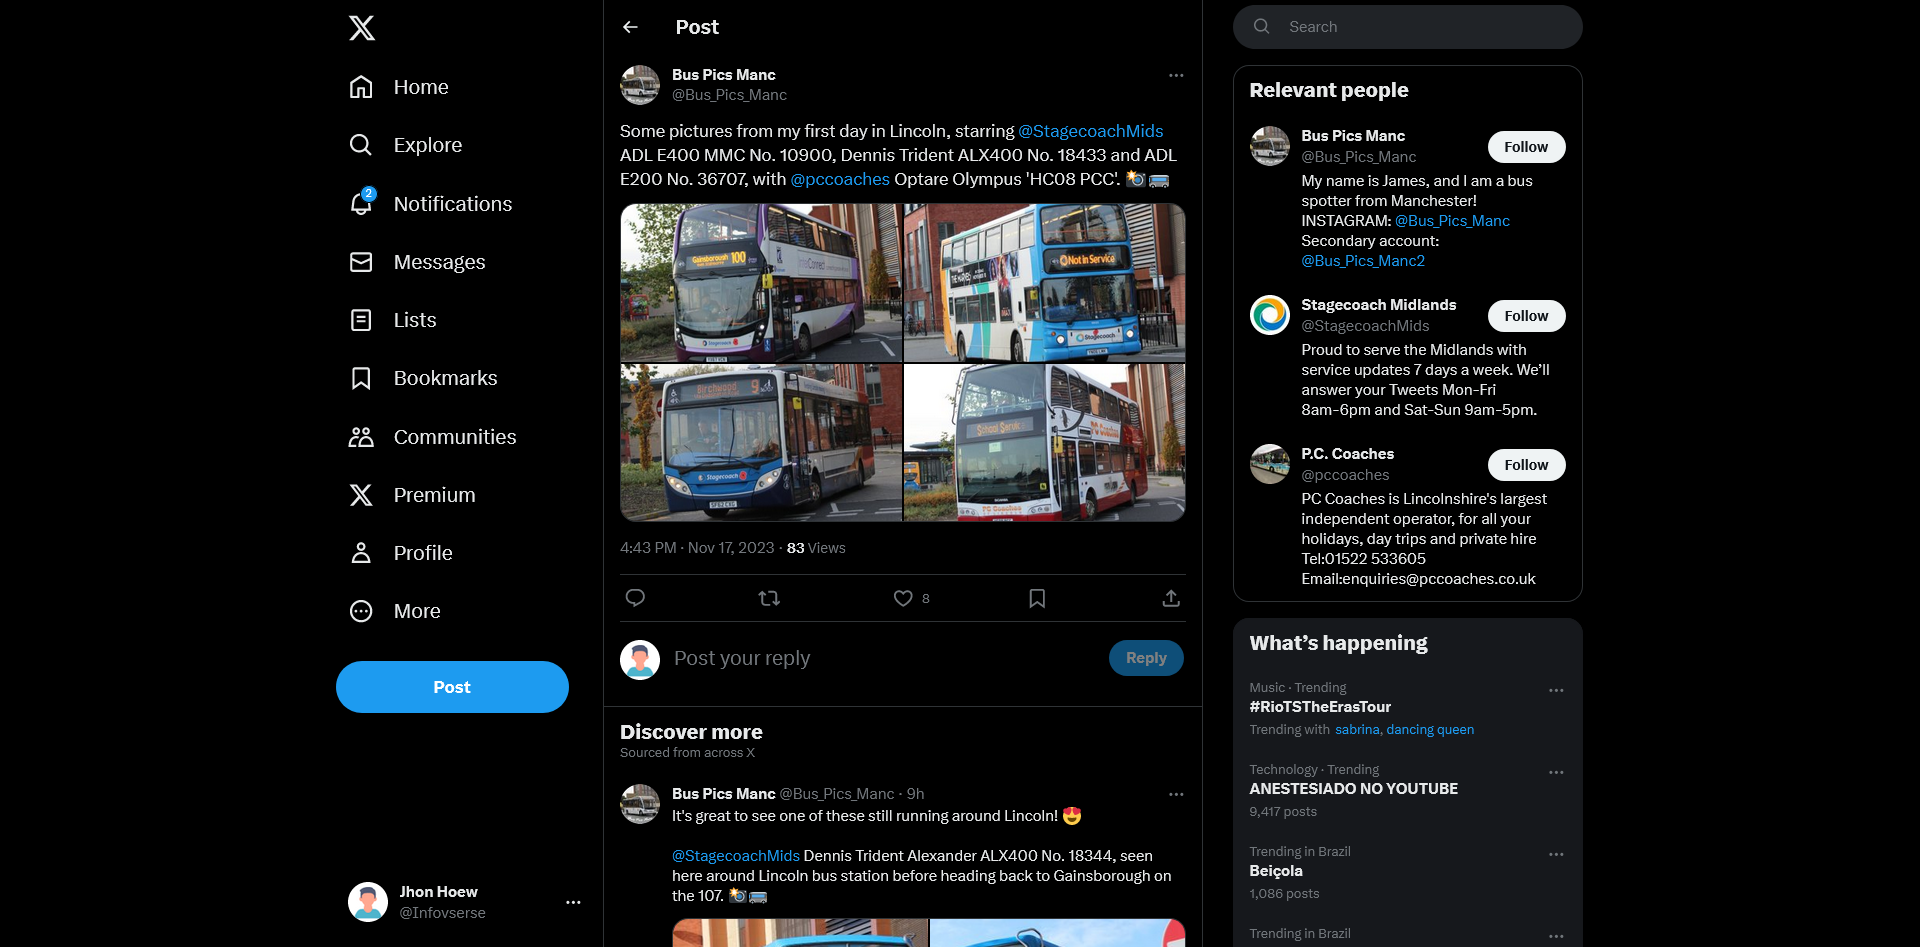 Home
Explore
2
Notifications
Messages
Lists
Bookmarks
Communities
Premium
Profile
More
Post
Jhon Hoew
@Infovserse
Post
Bus Pics Manc
@Bus_Pics_Manc
Some pictures from my first day in Lincoln, starring @StagecoachMids
ADL E400 MMC No. 10900, Dennis Trident ALX400 No. 18433 and ADL
E200 No. 36707, with @pccoaches Optare Olympus 'HC08 PCC'.
Gainsborough 100
Stagecoach
Not in Service
Stagecoach
Birchwood 9
Stagecoach
School Service
PC Coaches
PC Coaches
4:43 PM · Nov 17, 2023 · 83 Views
8
Post your reply
Reply
Discover more
Sourced from across X
Bus Pics Manc @Bus_Pics_Manc · 9h
It's great to see one of these still running around Lincoln!
@StagecoachMids Dennis Trident Alexander ALX400 No. 18344, seen
here around Lincoln bus station before heading back to Gainsborough on
the 107.
Search
Relevant people
Bus Pics Manc
@Bus_Pics_Manc
Follow
My name is James, and I am a bus
spotter from Manchester!
INSTAGRAM: @Bus_Pics_Manc
Secondary account:
@Bus_Pics_Manc2
Stagecoach Midlands
@StagecoachMids
Follow
Proud to serve the Midlands with
service updates 7 days a week. We’ll
answer your Tweets Mon-Fri
8am-6pm and Sat-Sun 9am-5pm.
P.C. Coaches
@pccoaches
Follow
PC Coaches is Lincolnshire's largest
independent operator, for all your
holidays, day trips and private hire
Tel:01522 533605
Email:enquiries@pccoaches.co.uk
What’s happening
Music · Trending
#RioTSTheErasTour
Trending with sabrina, dancing queen
Technology · Trending
ANESTESIADO NO YOUTUBE
9,417 posts
Trending in Brazil
Beiçola
1,086 posts
Trending in Brazil